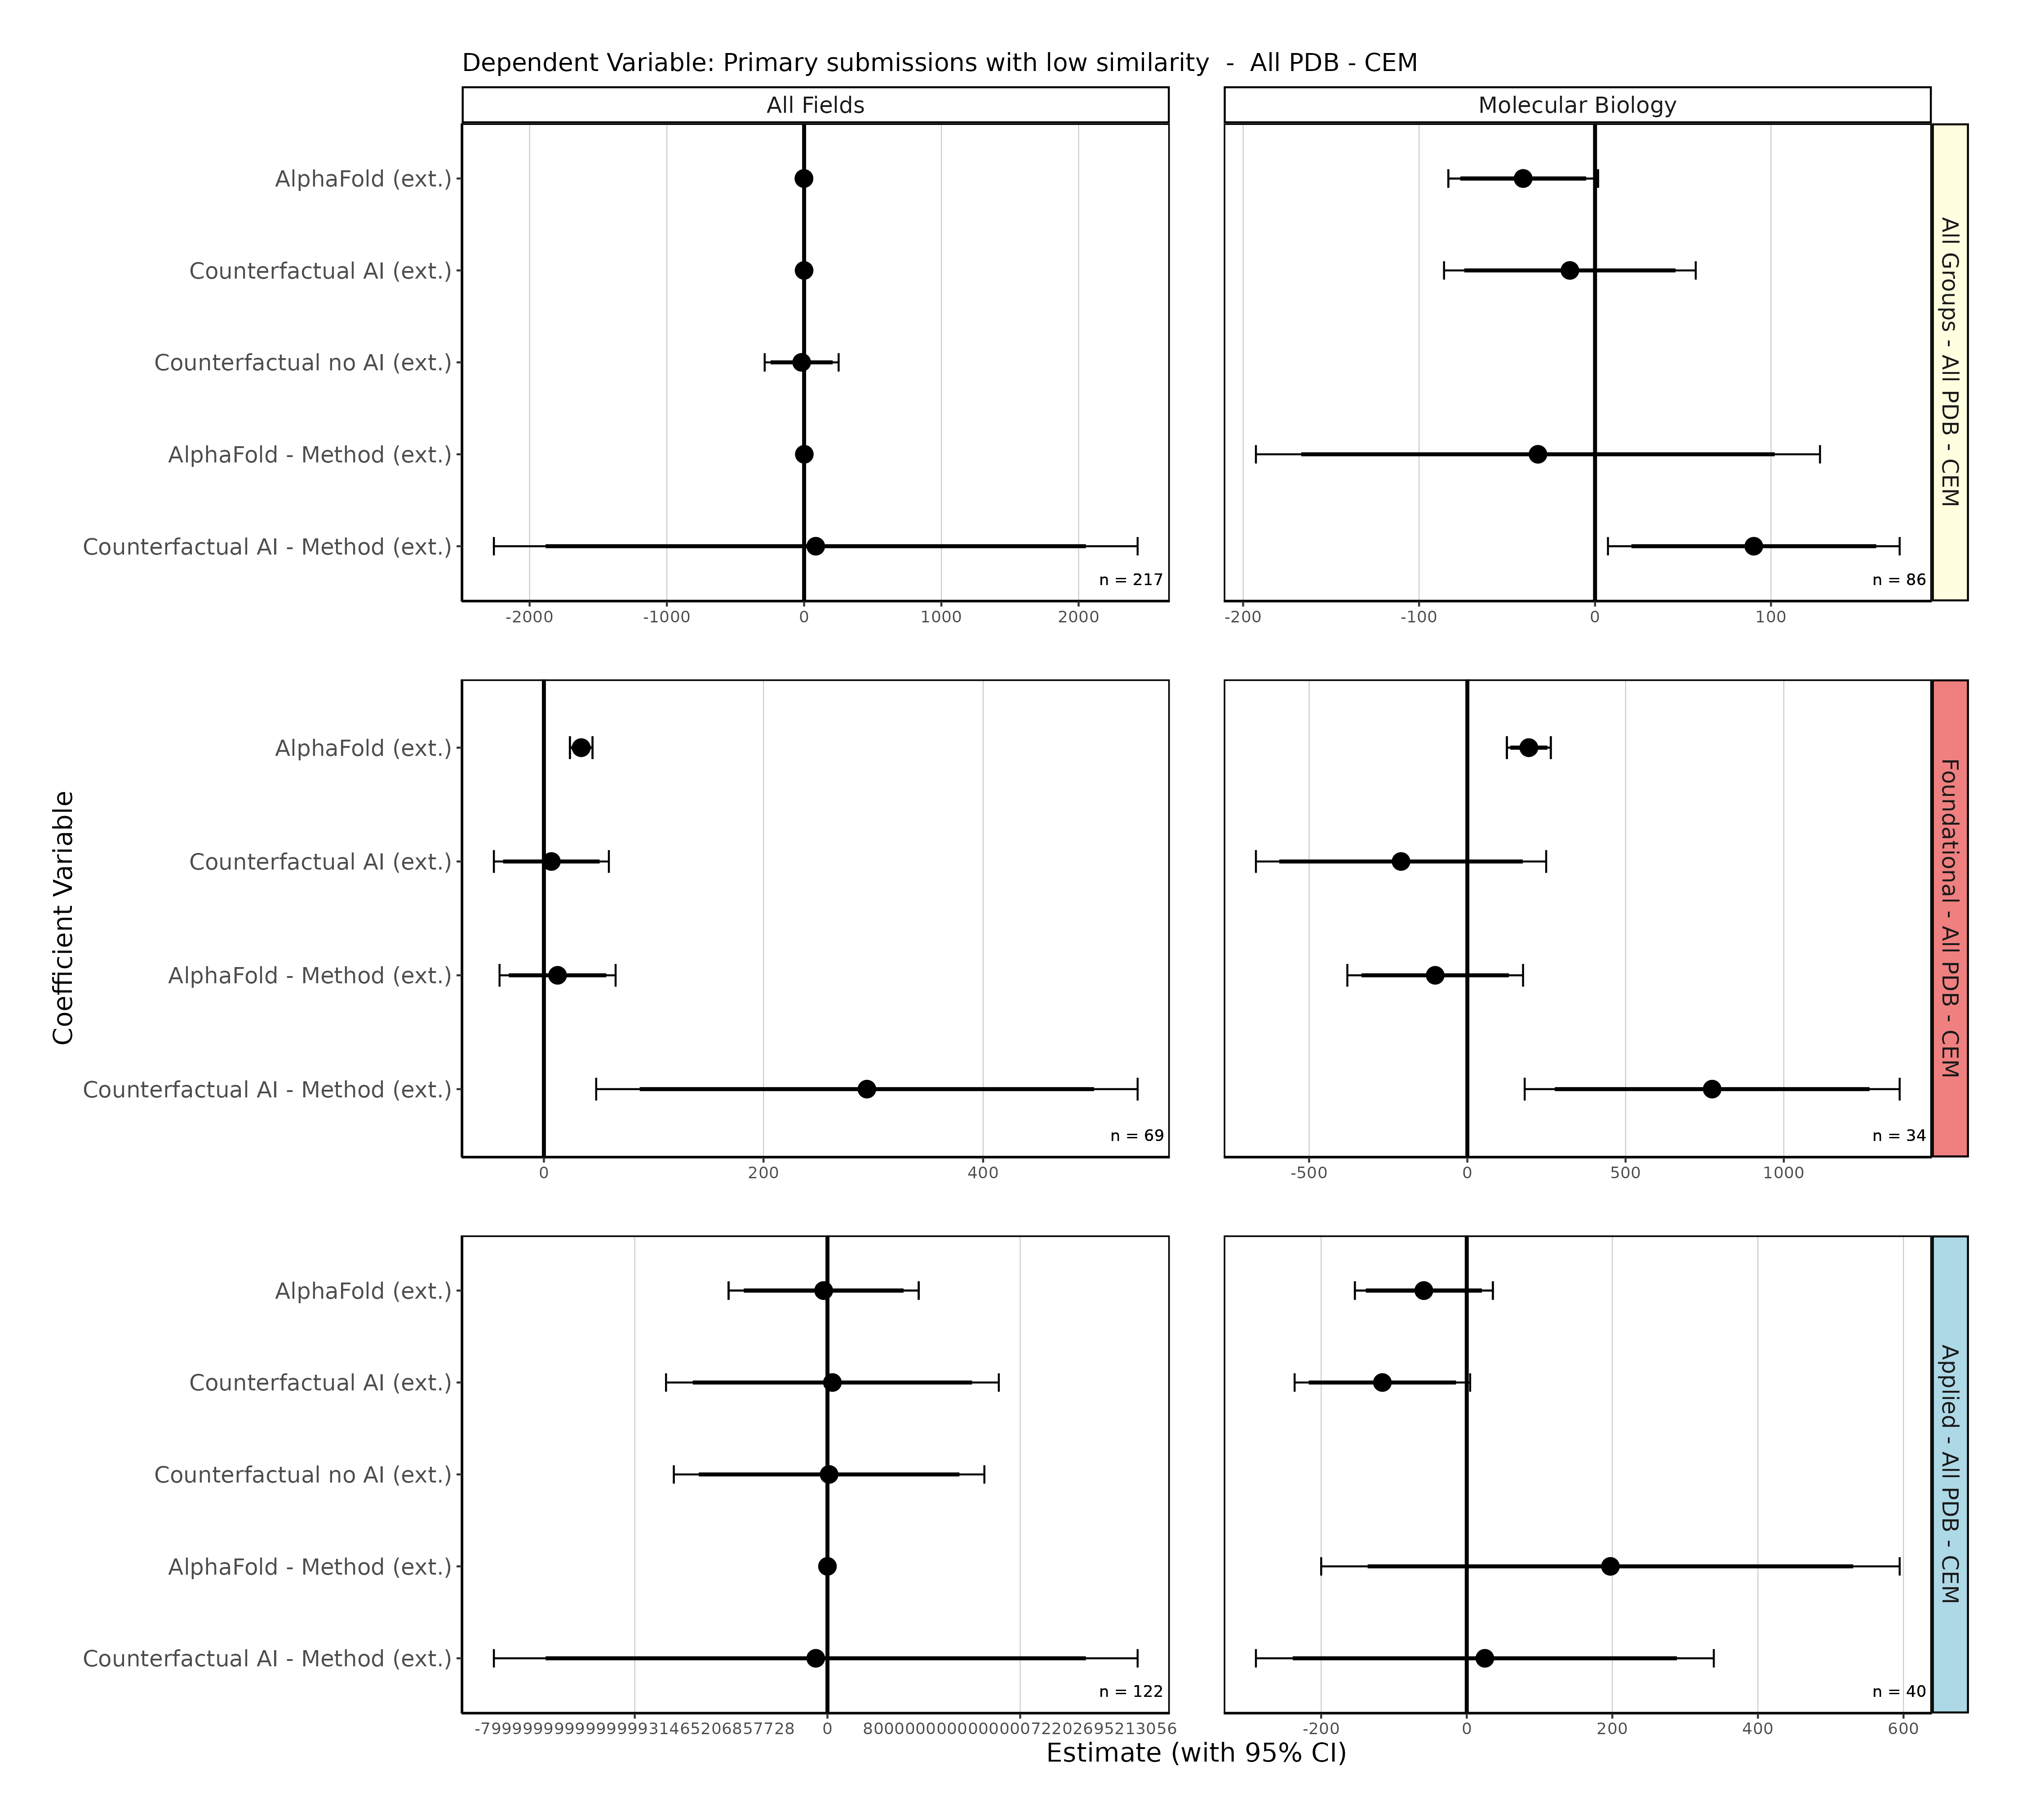 Dependent Variable: Primary submissions with low similarity - All PDB - CEM
All Fields
Molecular Biology
AlphaFold (ext.)
Counterfactual AI (ext.)
Counterfactual no AI (ext.)
AlphaFold - Method (ext.)
Counterfactual AI - Method (ext.)
n = 217
n = 86
-2000 -1000 0 1000 2000
-200 -100 0 100
All Groups - All PDB - CEM
Coefficient Variable
AlphaFold (ext.)
Counterfactual AI (ext.)
AlphaFold - Method (ext.)
Counterfactual AI - Method (ext.)
n = 69
n = 34
0 200 400
-500 0 500 1000
Foundational - All PDB - CEM
AlphaFold (ext.)
Counterfactual AI (ext.)
Counterfactual no AI (ext.)
AlphaFold - Method (ext.)
Counterfactual AI - Method (ext.)
n = 122
n = 40
0
-200 0 200 400 600
Applied - All PDB - CEM
Estimate (with 95% CI)